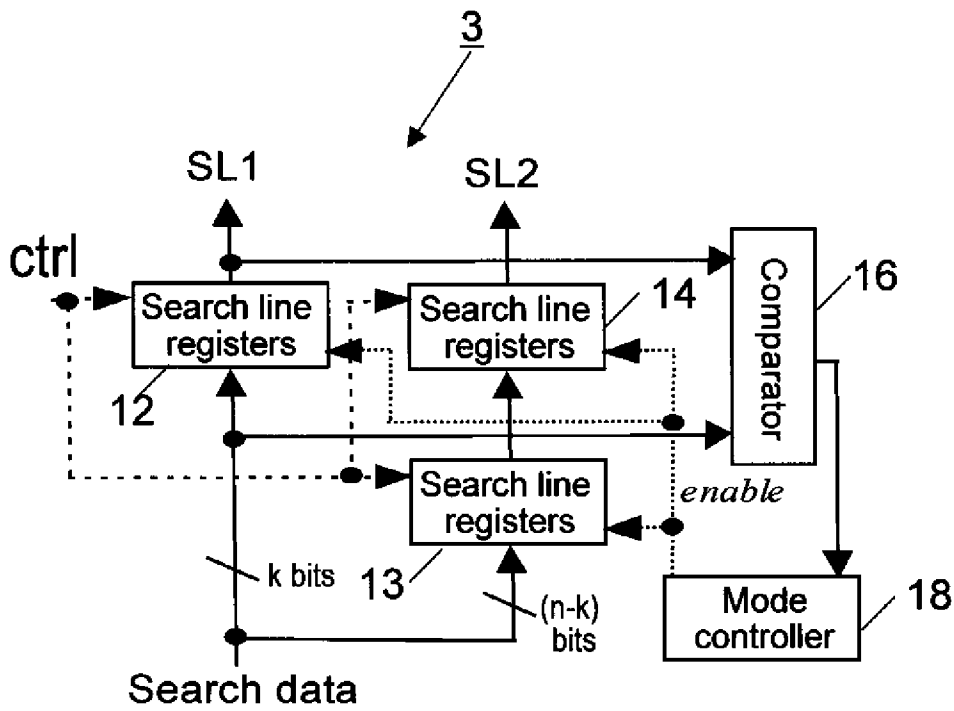 3
SL1
SL2
ctrl
Search line
registers
12
Search line
registers
14
Comparator
16
Search line
registers
13
enable
k bits
(n-k)
bits
Mode
controller
18
Search data